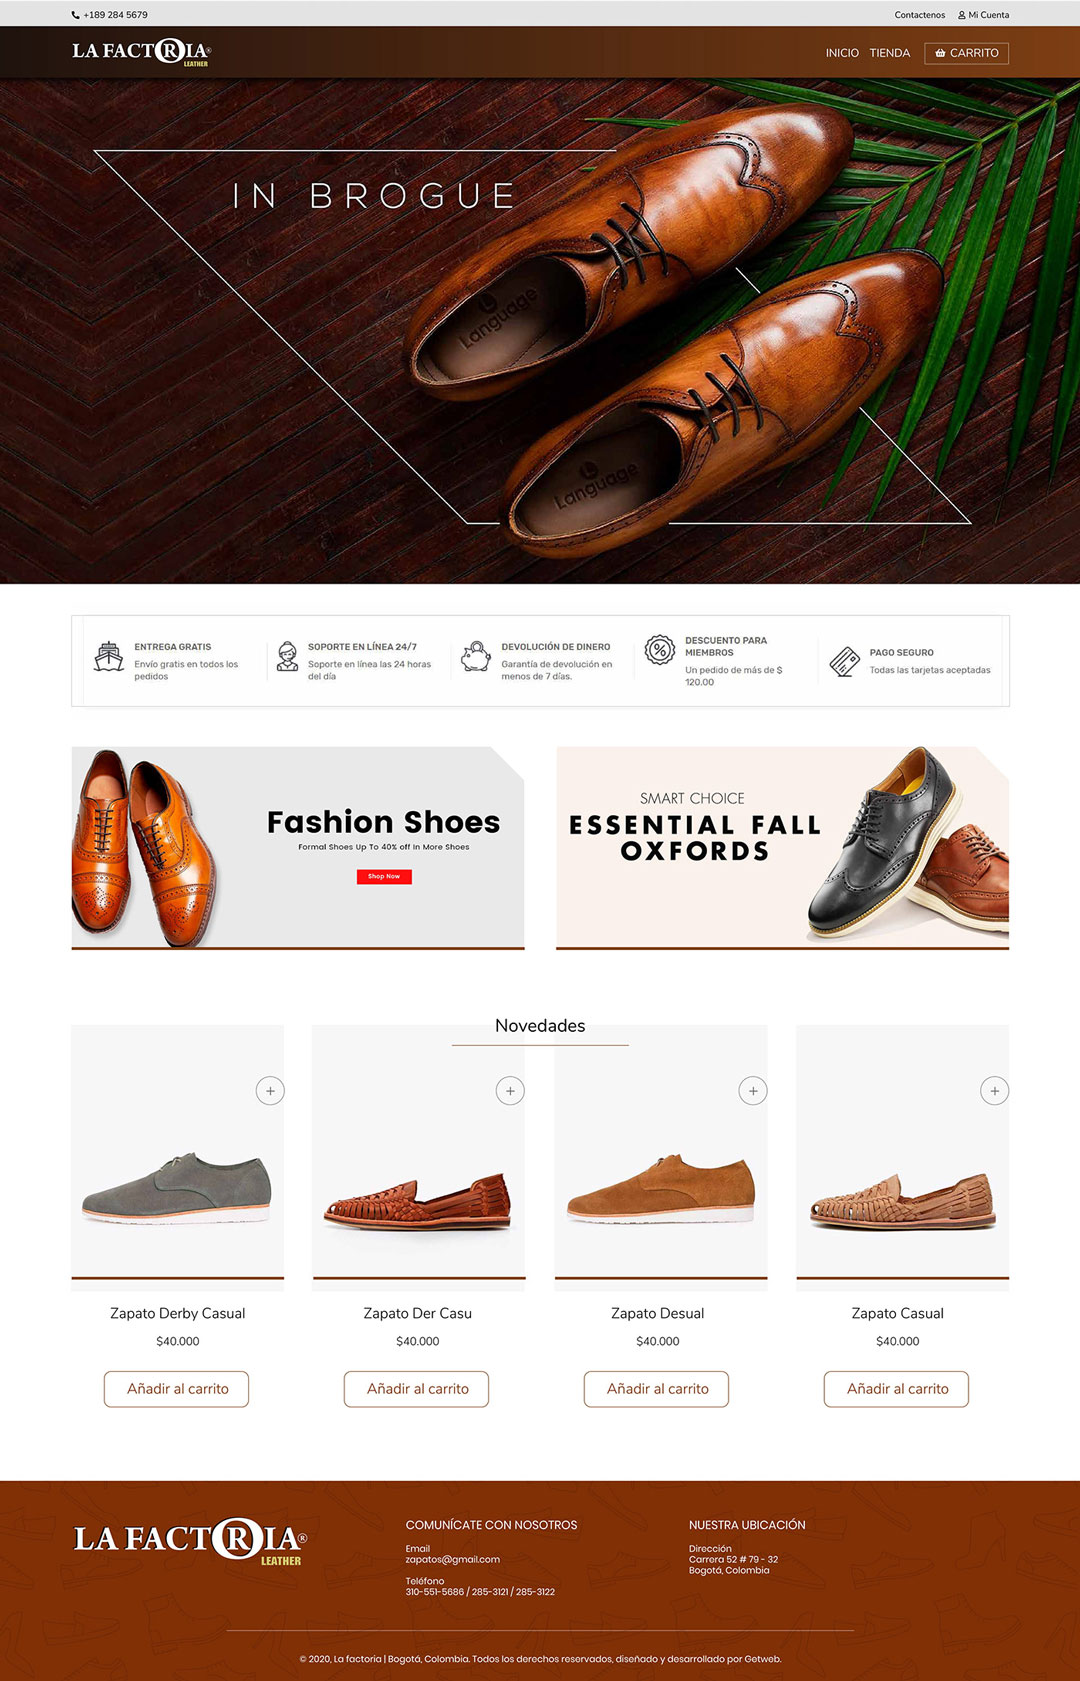 +189 284 5679
Contactenos
Mi Cuenta
LA FACTORIA®
LEATHER
INICIO
TIENDA
CARRITO
IN BROGUE
Language
Language
ENTREGA GRATIS
Envío gratis en todos los
pedidos
SOPORTE EN LÍNEA 24/7
Soporte en línea las 24 horas
del día
DEVOLUCIÓN DE DINERO
Garantía de devolución en
menos de 7 días.
DESCUENTO PARA
MIEMBROS
Un pedido de más de $
120.00
PAGO SEGURO
Todas las tarjetas aceptadas
Fashion Shoes
Formal Shoes Up To 40% off In More Shoes
Shop Now
SMART CHOICE
ESSENTIAL FALL
OXFORDS
Novedades
Zapato Derby Casual
$40.000
Añadir al carrito
Zapato Der Casu
$40.000
Añadir al carrito
Zapato Desual
$40.000
Añadir al carrito
Zapato Casual
$40.000
Añadir al carrito
LA FACTORIA®
LEATHER
COMUNÍCATE CON NOSOTROS
Email
zapatos@gmail.com
Teléfono
310-551-5686 / 285-3121 / 285-3122
NUESTRA UBICACIÓN
Dirección
Carrera 52 # 79 - 32
Bogotá, Colombia
© 2020, La factoria | Bogotá, Colombia. Todos los derechos reservados, diseñado y desarrollado por Getweb.